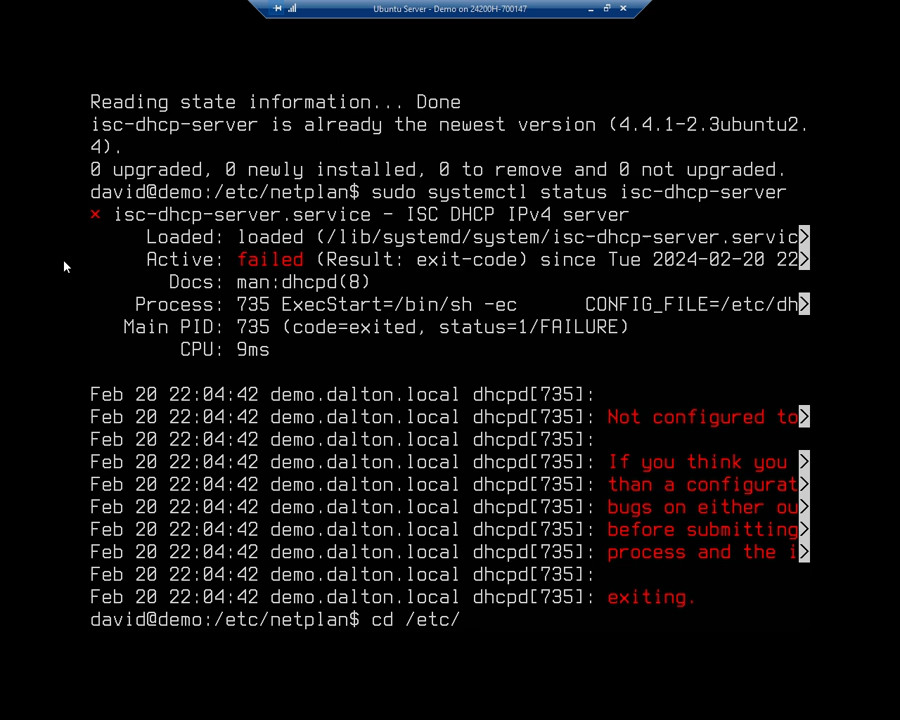 Ubuntu Server - Demo on 24200H-700147
Reading state information... Done
isc-dhcp-server is already the newest version (4.4.1-2.3ubuntu2.
4).
0 upgraded, 0 newly installed, 0 to remove and 0 not upgraded.
david@demo:/etc/netplan$ sudo systemctl status isc-dhcp-server
× isc-dhcp-server.service - ISC DHCP IPv4 server
Loaded: loaded (/lib/systemd/system/isc-dhcp-server.servic>
Active: failed (Result: exit-code) since Tue 2024-02-20 22>
Docs: man:dhcpd(8)
Process: 735 ExecStart=/bin/sh -ec      CONFIG_FILE=/etc/dh>
Main PID: 735 (code=exited, status=1/FAILURE)
CPU: 9ms
Feb 20 22:04:42 demo.dalton.local dhcpd[735]:
Feb 20 22:04:42 demo.dalton.local dhcpd[735]: Not configured to>
Feb 20 22:04:42 demo.dalton.local dhcpd[735]:
Feb 20 22:04:42 demo.dalton.local dhcpd[735]: If you think you >
Feb 20 22:04:42 demo.dalton.local dhcpd[735]: than a configurat>
Feb 20 22:04:42 demo.dalton.local dhcpd[735]: bugs on either ou>
Feb 20 22:04:42 demo.dalton.local dhcpd[735]: before submitting>
Feb 20 22:04:42 demo.dalton.local dhcpd[735]: process and the i>
Feb 20 22:04:42 demo.dalton.local dhcpd[735]:
Feb 20 22:04:42 demo.dalton.local dhcpd[735]: exiting.
david@demo:/etc/netplan$ cd /etc/